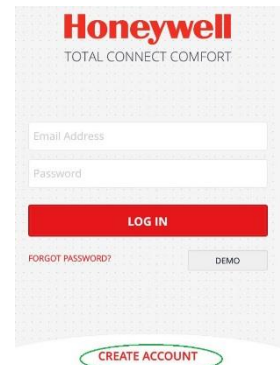 Honeywell
TOTAL CONNECT COMFORT
Email Address
Password
LOG IN
FORGOT PASSWORD?
DEMO
CREATE ACCOUNT